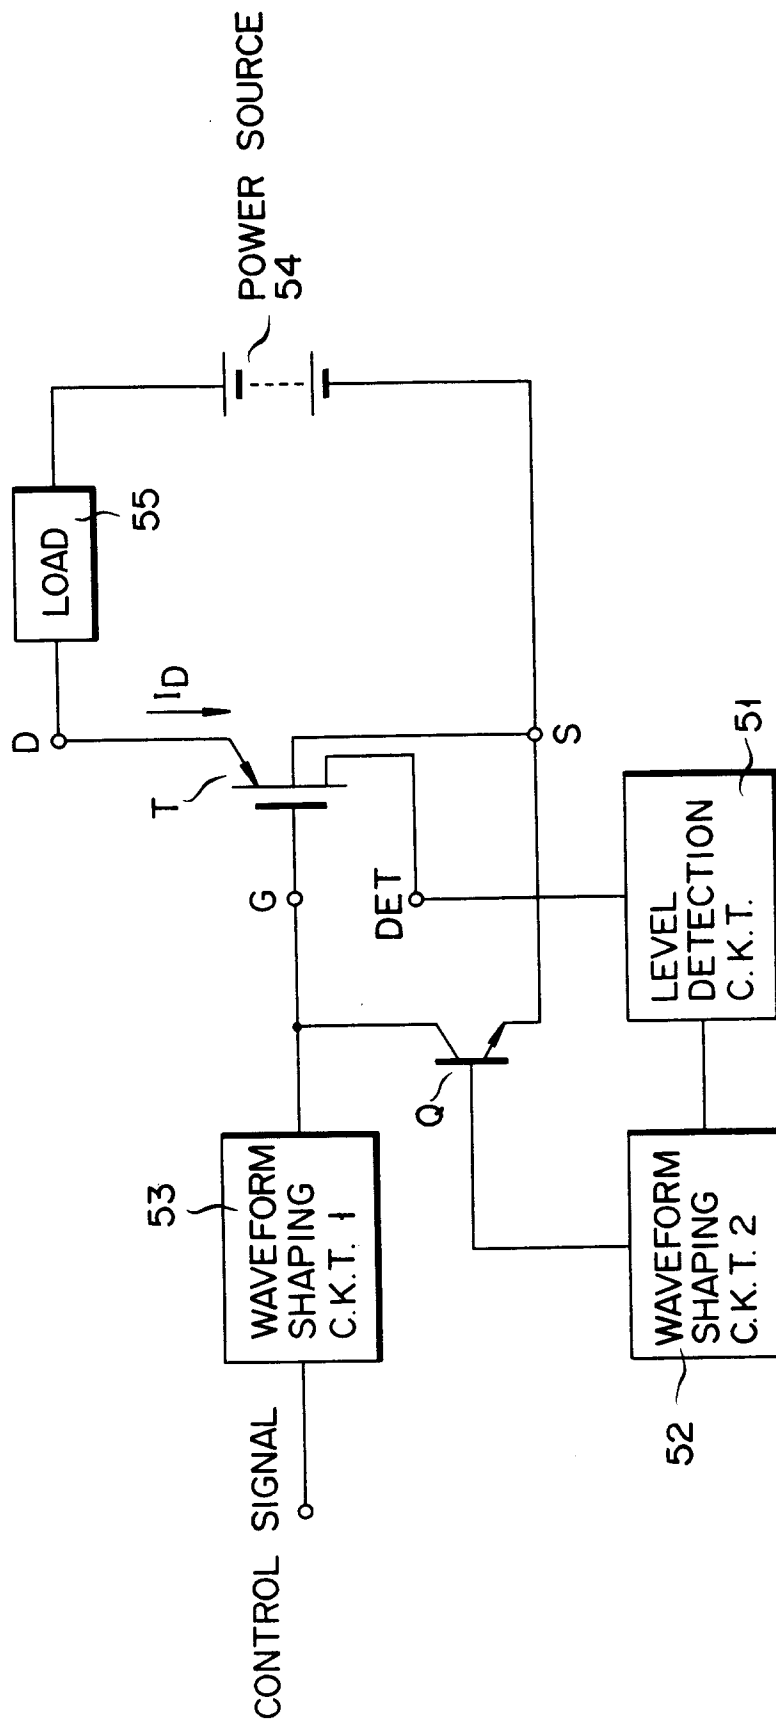 CONTROL SIGNAL
53
WAVEFORM
SHAPING
C.K.T. 1
G
T
D
ID
LOAD
55
POWER SOURCE
54
Q
DET
S
52
WAVEFORM
SHAPING
C.K.T. 2
LEVEL
DETECTION
C.K.T.
51